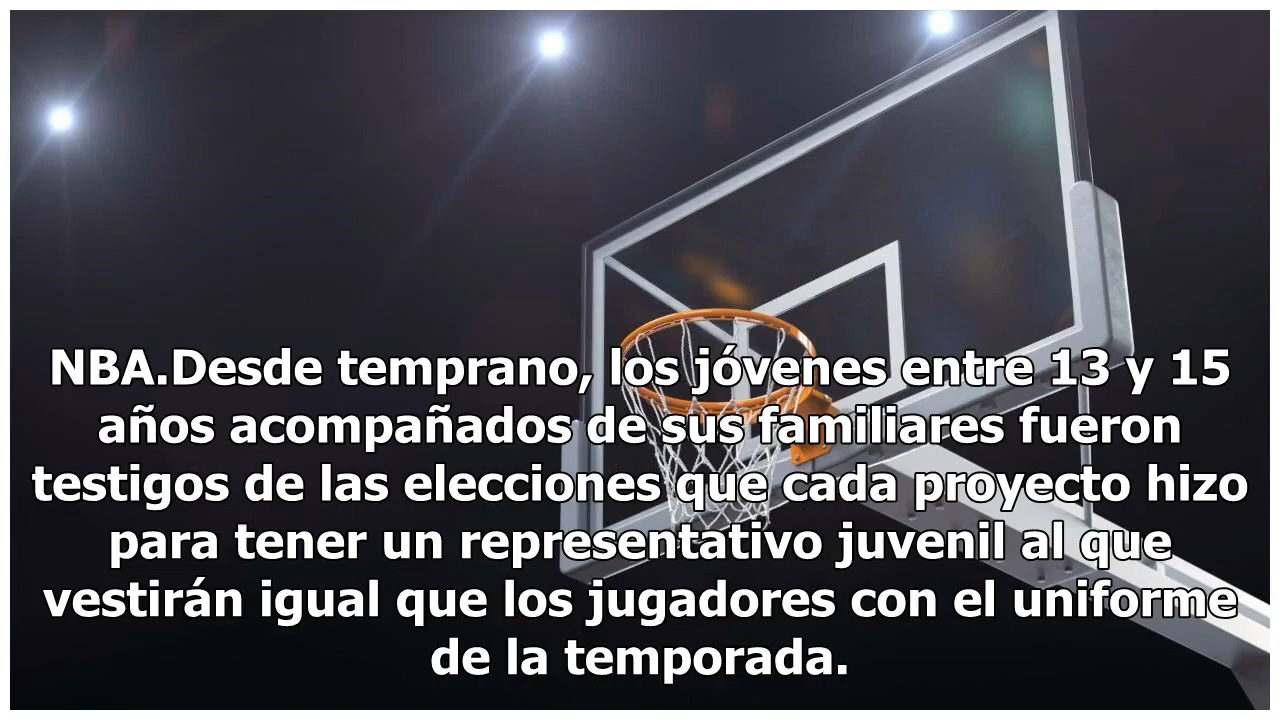 NBA.Desde temprano, los jóvenes entre 13 y 15
años acompañados de sus familiares fueron
testigos de las elecciones que cada proyecto hizo
para tener un representativo juvenil al que
vestirán igual que los jugadores con el uniforme
de la temporada.